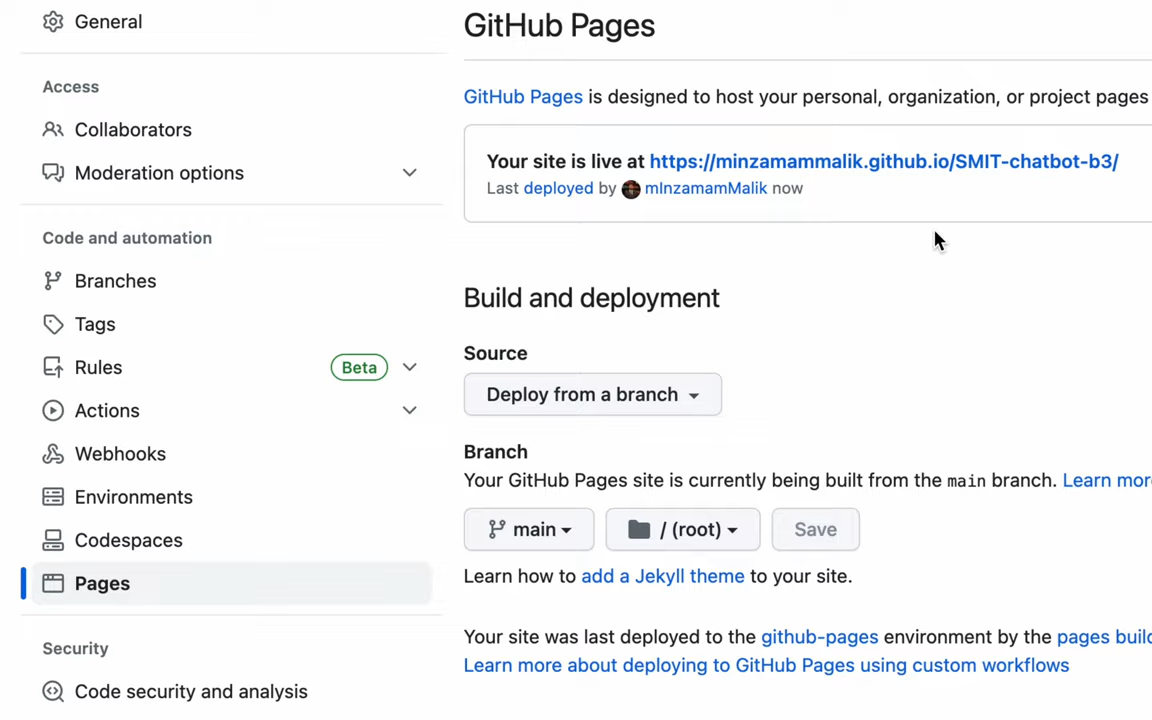 General
Access
Collaborators
Moderation options
Code and automation
Branches
Tags
Rules Beta
Actions
Webhooks
Environments
Codespaces
Pages
Security
Code security and analysis
GitHub Pages
GitHub Pages is designed to host your personal, organization, or project pages
Your site is live at https://minzamammalik.github.io/SMIT-chatbot-b3/
Last deployed by mInzamamMalik now
Build and deployment
Source
Deploy from a branch
Branch
Your GitHub Pages site is currently being built from the main branch. Learn mor
main / (root) Save
Learn how to add a Jekyll theme to your site.
Your site was last deployed to the github-pages environment by the pages build
Learn more about deploying to GitHub Pages using custom workflows